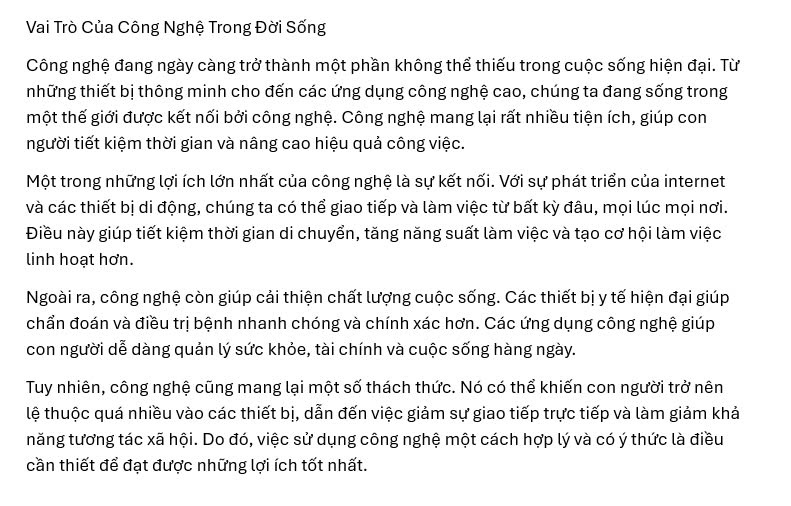 Vai Trò Của Công Nghệ Trong Đời Sống
Công nghệ đang ngày càng trở thành một phần không thể thiếu trong cuộc sống hiện đại. Từ
những thiết bị thông minh cho đến các ứng dụng công nghệ cao, chúng ta đang sống trong
một thế giới được kết nối bởi công nghệ. Công nghệ mang lại rất nhiều tiện ích, giúp con
người tiết kiệm thời gian và nâng cao hiệu quả công việc.
Một trong những lợi ích lớn nhất của công nghệ là sự kết nối. Với sự phát triển của internet
và các thiết bị di động, chúng ta có thể giao tiếp và làm việc từ bất kỳ đâu, mọi lúc mọi nơi.
Điều này giúp tiết kiệm thời gian di chuyển, tăng năng suất làm việc và tạo cơ hội làm việc
linh hoạt hơn.
Ngoài ra, công nghệ còn giúp cải thiện chất lượng cuộc sống. Các thiết bị y tế hiện đại giúp
chẩn đoán và điều trị bệnh nhanh chóng và chính xác hơn. Các ứng dụng công nghệ giúp
con người dễ dàng quản lý sức khỏe, tài chính và cuộc sống hàng ngày.
Tuy nhiên, công nghệ cũng mang lại một số thách thức. Nó có thể khiến con người trở nên
lệ thuộc quá nhiều vào các thiết bị, dẫn đến việc giảm sự giao tiếp trực tiếp và làm giảm khả
năng tương tác xã hội. Do đó, việc sử dụng công nghệ một cách hợp lý và có ý thức là điều
cần thiết để đạt được những lợi ích tốt nhất.